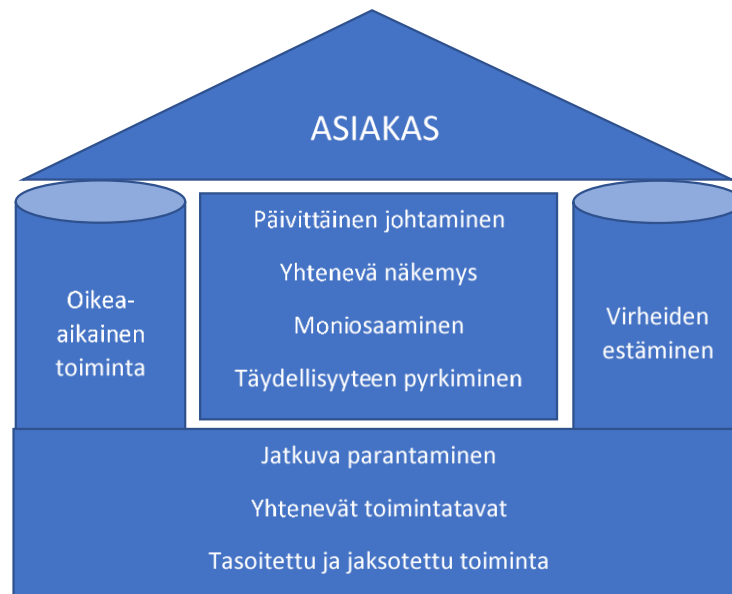 ASIAKAS
Oikea-
aikainen
toiminta
Päivittäinen johtaminen
Yhtenevä näkemys
Moniosaaminen
Täydellisyyteen pyrkiminen
Virheiden
estäminen
Jatkuva parantaminen
Yhtenevät toimintatavat
Tasoitettu ja jaksotettu toiminta